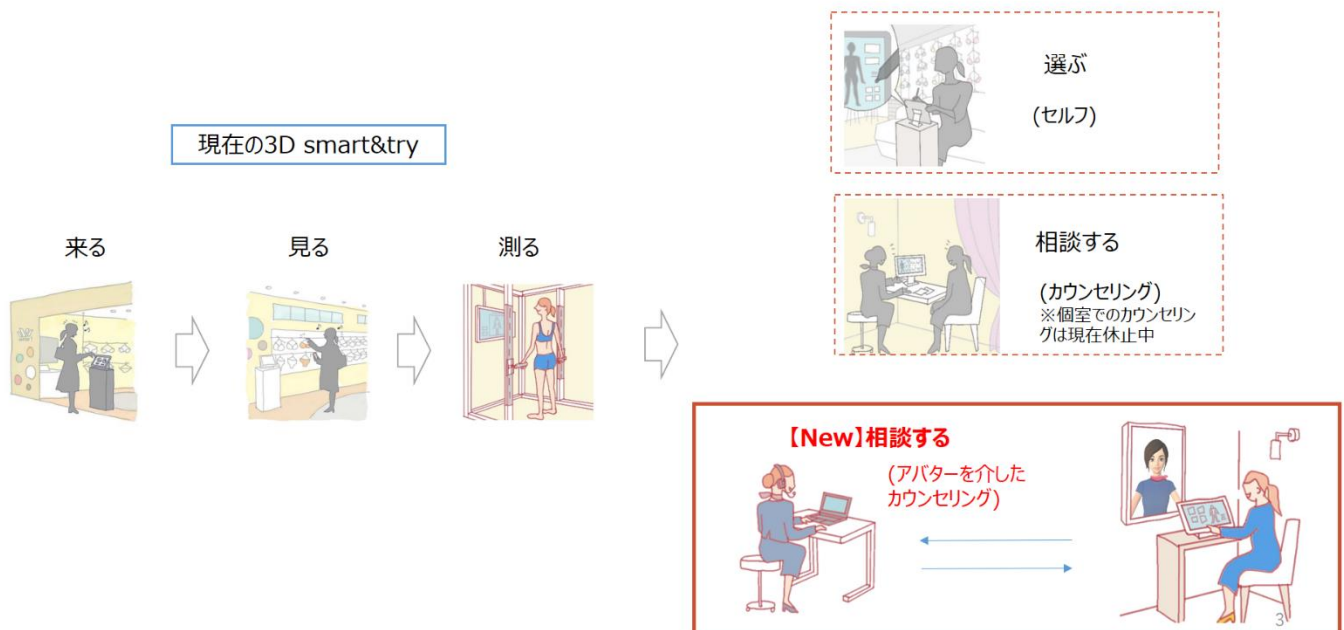 現在の3D smart&try
来る
見る
測る
選ぶ
(セルフ)
相談する
(カウンセリング)
※個室でのカウンセリン
グは現在休止中
【New】相談する
(アバターを介した
カウンセリング)
3